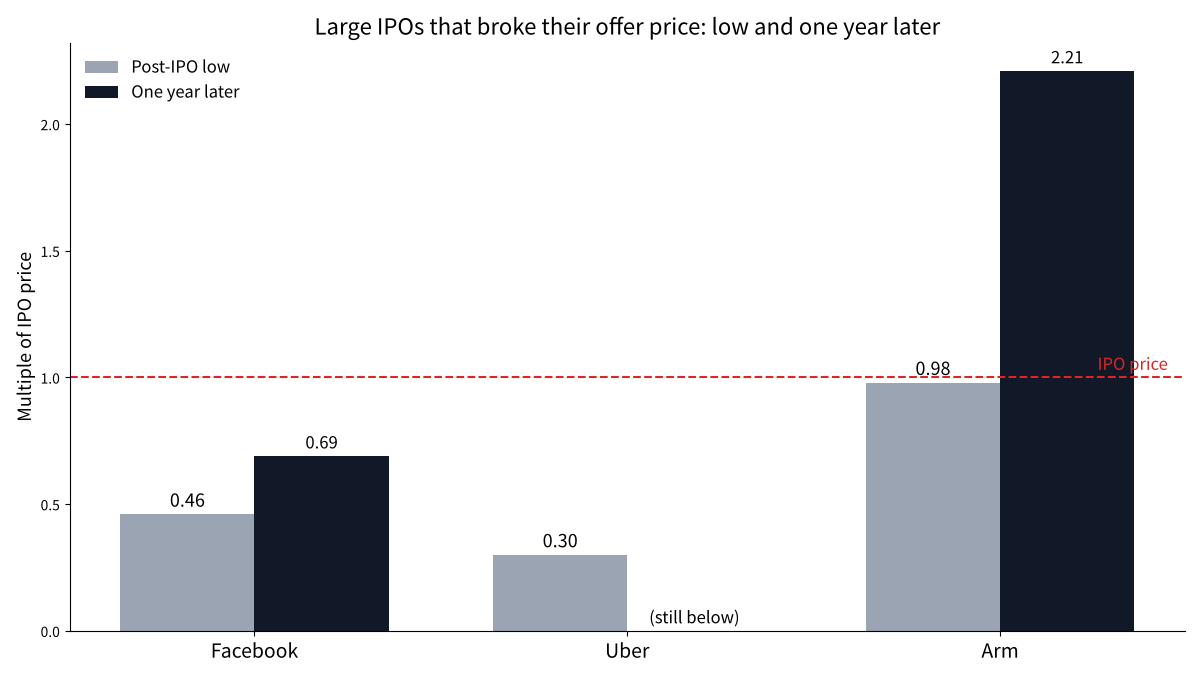 Large IPOs that broke their offer price: low and one year later
Post-IPO low
One year later
Multiple of IPO price
2.0
1.5
1.0
0.5
0.0
0.46
0.69
0.30
(still below)
0.98
2.21
IPO price
Facebook
Uber
Arm